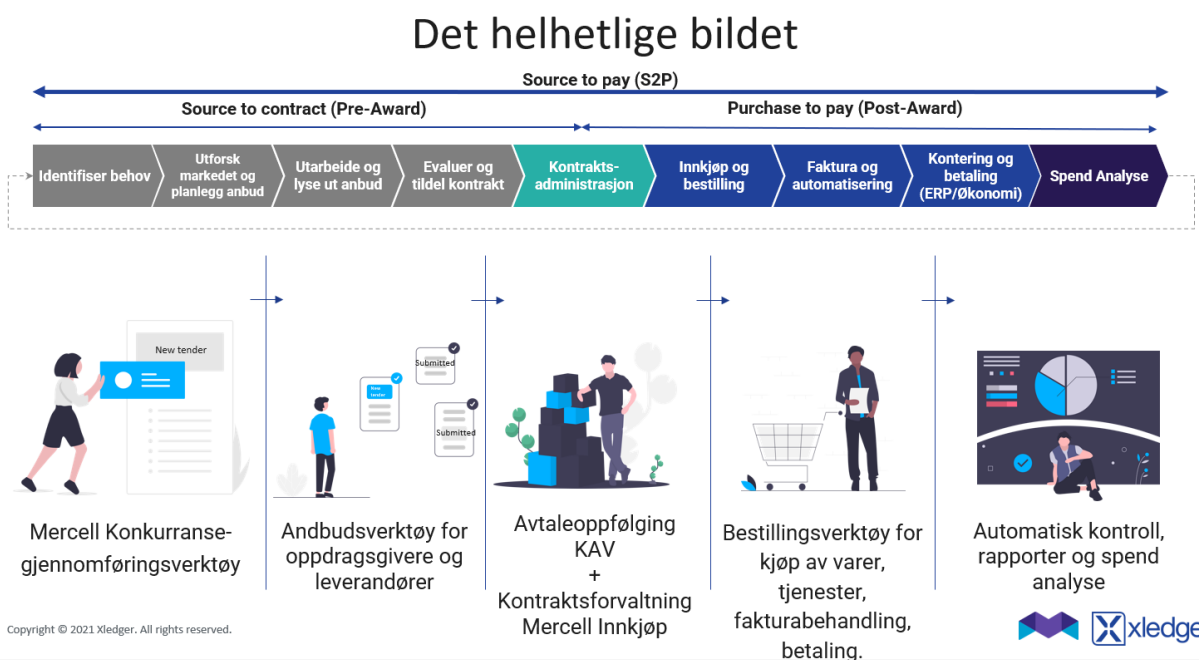 Det helhetlige bildet
Source to pay (S2P)
Source to contract (Pre-Award)
Purchase to pay (Post-Award)
Identifiser behov
Utforsk
markedet og
planlegg anbud
Utarbeide og
lyse ut anbud
Evaluer og
tildel kontrakt
Kontrakts-
administrasjon
Innkjøp og
bestilling
Faktura og
automatisering
Kontering og
betaling
(ERP/Økonomi)
Spend Analyse
New tender
New
tender
Submitted
Submitted
Mercell Konkurranse-
gjennomføringsverktøy
Andbudsverktøy for
oppdragsgivere og
leverandører
Avtaleoppfølging
KAV
+
Kontraktsforvaltning
Mercell Innkjøp
Bestillingsverktøy for
kjøp av varer,
tjenester,
fakturabehandling,
betaling.
Automatisk kontroll,
rapporter og spend
analyse
Copyright © 2021 Xledger. All rights reserved.
xledger